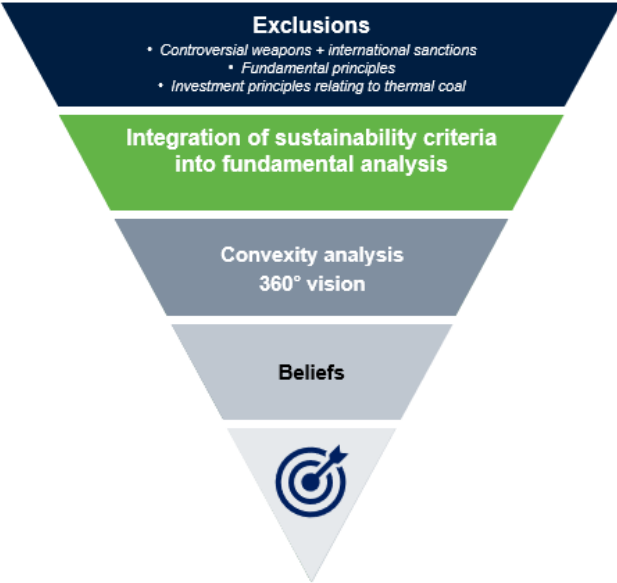 Exclusions
• Controversial weapons + international sanctions
• Fundamental principles
• Investment principles relating to thermal coal
Integration of sustainability criteria
into fundamental analysis
Convexity analysis
360° vision
Beliefs